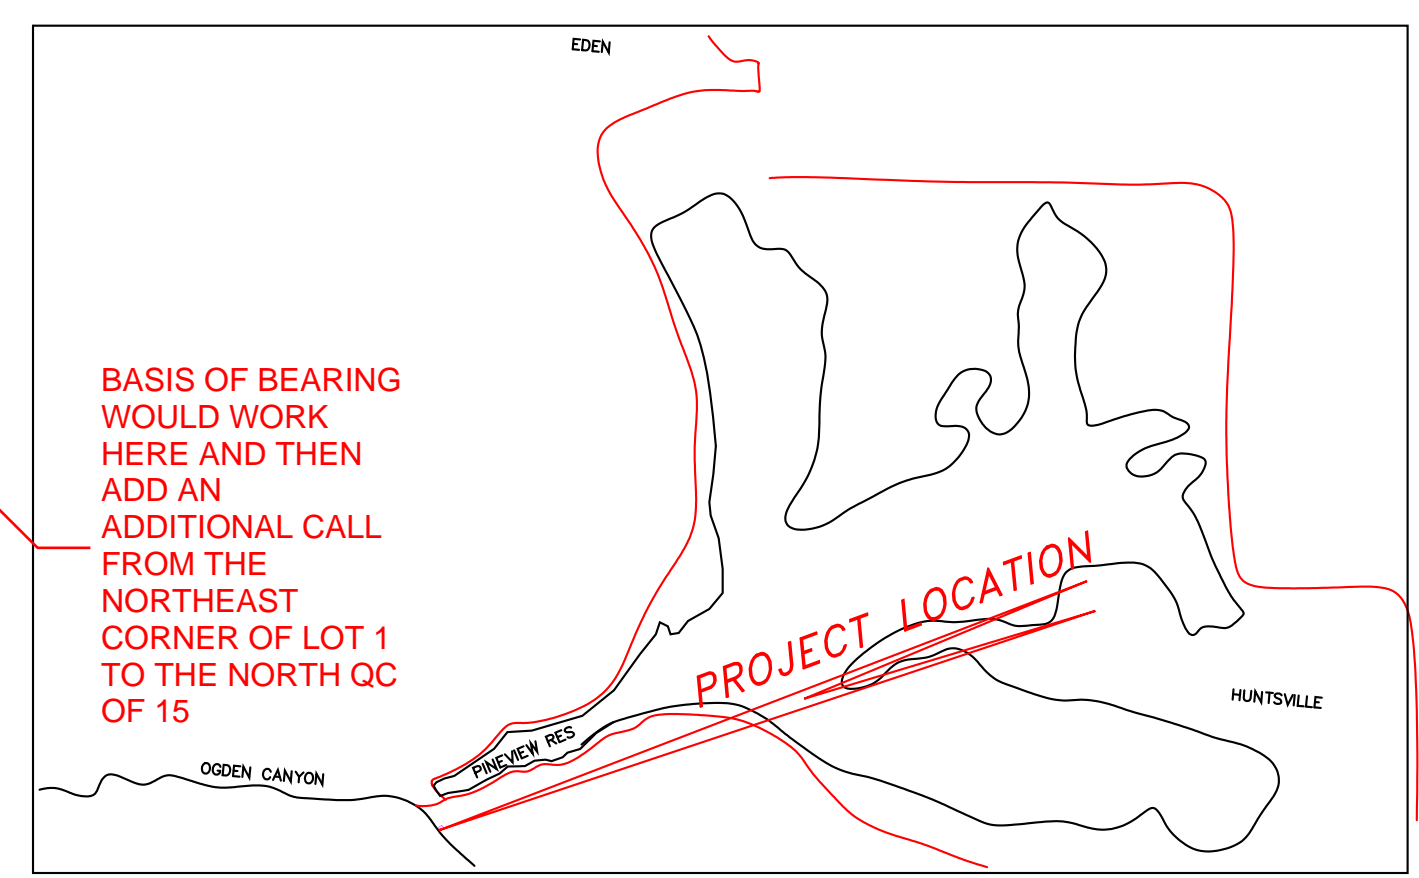 EDEN
BASIS OF BEARING
WOULD WORK
HERE AND THEN
ADD AN
ADDITIONAL CALL
FROM THE
NORTHEAST
CORNER OF LOT 1
TO THE NORTH QC
OF 15
PROJECT LOCATION
HUNTSVILLE
PINEVIEW RES
OGDEN CANYON